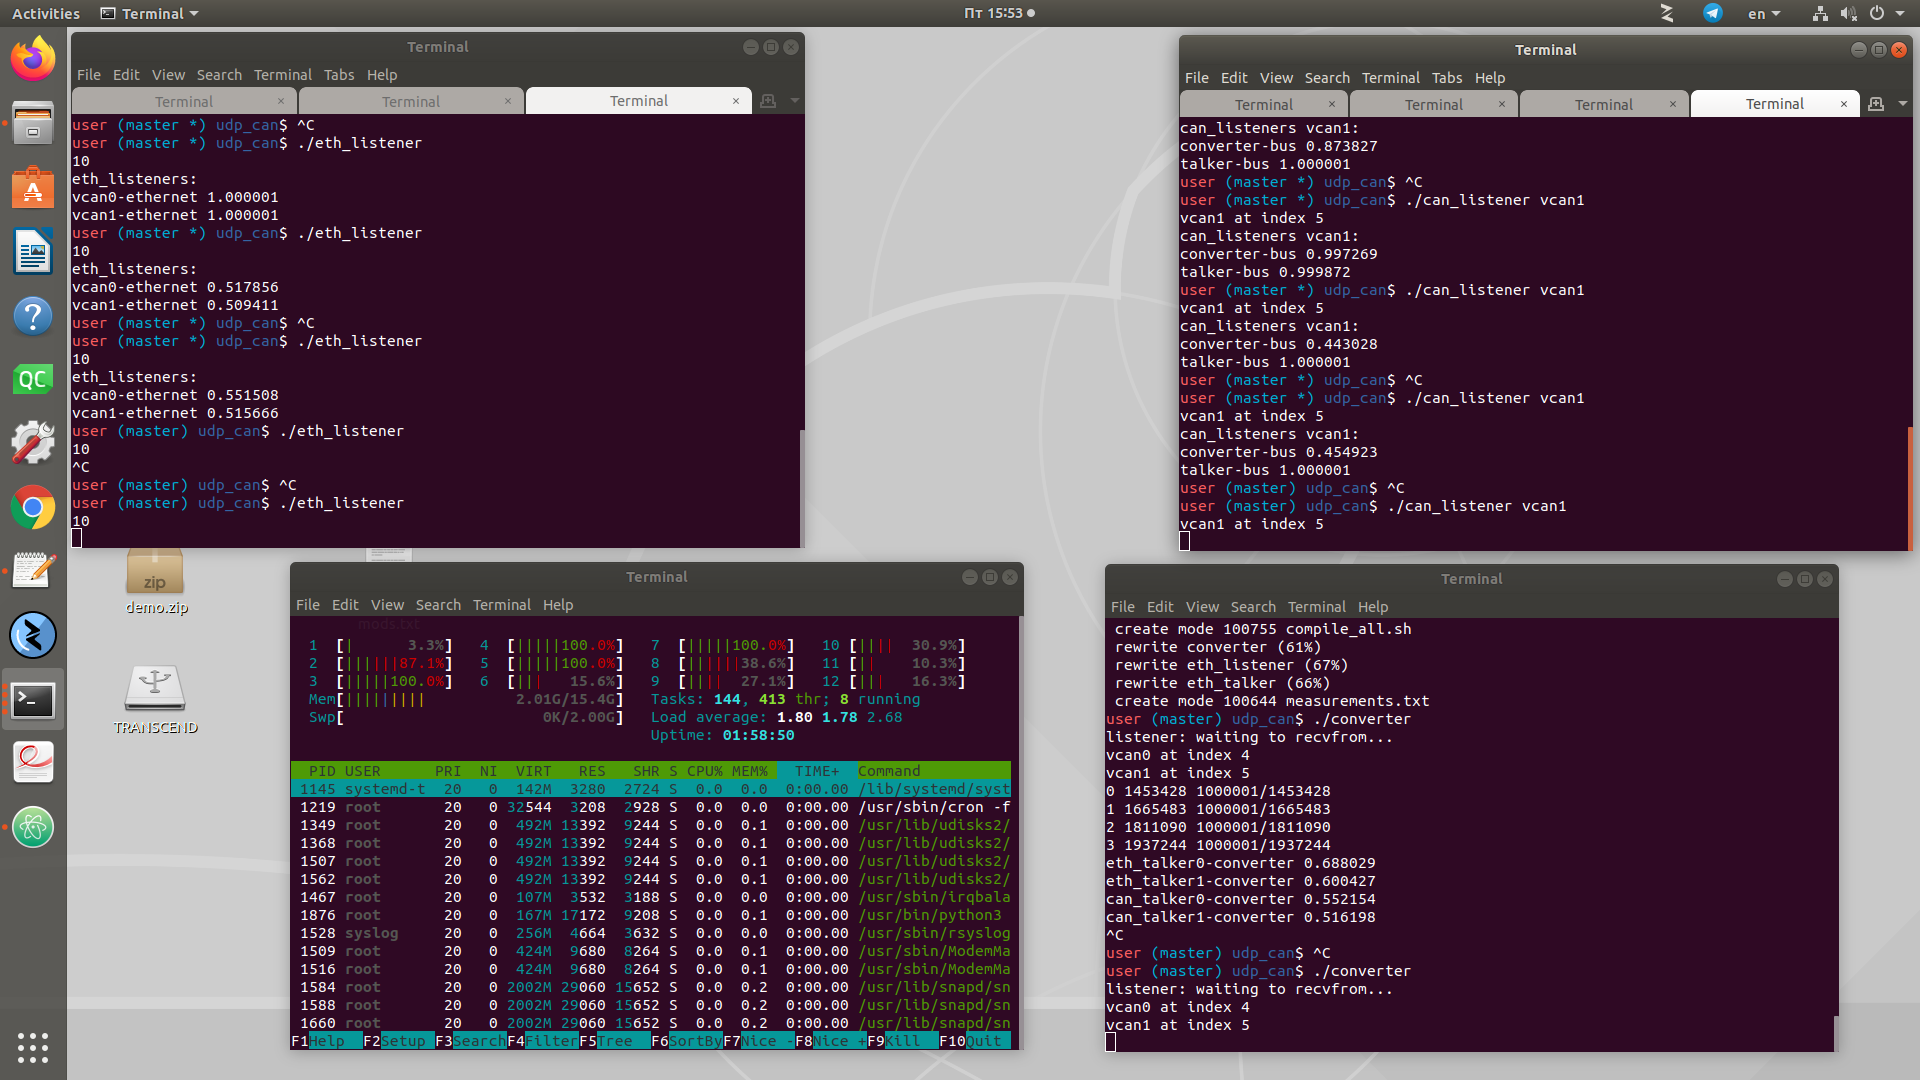 Activities
Terminal
Пт 15:53
en
Terminal
File Edit View Search Terminal Tabs Help
Terminal × Terminal × Terminal ×
user (master *) udp_can$ ^C
user (master *) udp_can$ ./eth_listener
10
eth_listeners:
vcan0-ethernet 1.000001
vcan1-ethernet 1.000001
user (master *) udp_can$ ./eth_listener
10
eth_listeners:
vcan0-ethernet 0.517856
vcan1-ethernet 0.509411
user (master *) udp_can$ ^C
user (master *) udp_can$ ./eth_listener
10
eth_listeners:
vcan0-ethernet 0.551508
vcan1-ethernet 0.515666
user (master) udp_can$ ./eth_listener
10
^C
user (master) udp_can$ ^C
user (master) udp_can$ ./eth_listener
10
Terminal
File Edit View Search Terminal Tabs Help
Terminal × Terminal × Terminal × Terminal ×
can_listeners vcan1:
converter-bus 0.873827
talker-bus 1.000001
user (master *) udp_can$ ^C
user (master *) udp_can$ ./can_listener vcan1
vcan1 at index 5
can_listeners vcan1:
converter-bus 0.997269
talker-bus 0.999872
user (master *) udp_can$ ./can_listener vcan1
vcan1 at index 5
can_listeners vcan1:
converter-bus 0.443028
talker-bus 1.000001
user (master *) udp_can$ ^C
user (master *) udp_can$ ./can_listener vcan1
vcan1 at index 5
can_listeners vcan1:
converter-bus 0.454923
talker-bus 1.000001
user (master) udp_can$ ^C
user (master) udp_can$ ./can_listener vcan1
vcan1 at index 5
QC
zip
demo.zip
TRANSCEND
Terminal
File Edit View Search Terminal Help
mods.txt
1 [| 3.3%] 4 [|||||100.0%] 7 [|||||100.0%] 10 [|||| 30.9%]
2 [||||||87.1%] 5 [|||||100.0%] 8 [||||||38.6%] 11 [|| 10.3%]
3 [|||||100.0%] 6 [||| 15.6%] 9 [|||| 27.1%] 12 [||| 16.3%]
Mem[||||||||| 2.01G/15.4G] Tasks: 144, 413 thr; 8 running
Swp[ 0K/2.00G] Load average: 1.80 1.78 2.68
Uptime: 01:58:50
PID USER PRI NI VIRT RES SHR S CPU% MEM% TIME+ Command
1145 systemd-t 20 0 142M 3280 2724 S 0.0 0.0 0:00.00 /lib/systemd/syst
1219 root 20 0 32544 3208 2928 S 0.0 0.0 0:00.00 /usr/sbin/cron -f
1349 root 20 0 492M 13392 9244 S 0.0 0.1 0:00.00 /usr/lib/udisks2/
1368 root 20 0 492M 13392 9244 S 0.0 0.1 0:00.00 /usr/lib/udisks2/
1507 root 20 0 492M 13392 9244 S 0.0 0.1 0:00.00 /usr/lib/udisks2/
1562 root 20 0 492M 13392 9244 S 0.0 0.1 0:00.00 /usr/lib/udisks2/
1467 root 20 0 107M 3532 3188 S 0.0 0.0 0:00.00 /usr/sbin/irqbala
1876 root 20 0 167M 17172 9208 S 0.0 0.1 0:00.00 /usr/bin/python3
1528 syslog 20 0 256M 4664 3632 S 0.0 0.0 0:00.00 /usr/sbin/rsyslog
1509 root 20 0 424M 9680 8264 S 0.0 0.1 0:00.00 /usr/sbin/ModemMa
1516 root 20 0 424M 9680 8264 S 0.0 0.1 0:00.00 /usr/sbin/ModemMa
1584 root 20 0 2002M 29060 15652 S 0.0 0.2 0:00.00 /usr/lib/snapd/sn
1588 root 20 0 2002M 29060 15652 S 0.0 0.2 0:00.00 /usr/lib/snapd/sn
1660 root 20 0 2002M 29060 15652 S 0.0 0.2 0:00.00 /usr/lib/snapd/sn
F1Help F2Setup F3SearchF4FilterF5Tree F6SortByF7Nice -F8Nice +F9Kill F10Quit
Terminal
File Edit View Search Terminal Help
create mode 100755 compile_all.sh
rewrite converter (61%)
rewrite eth_listener (67%)
rewrite eth_talker (66%)
create mode 100644 measurements.txt
user (master) udp_can$ ./converter
listener: waiting to recvfrom...
vcan0 at index 4
vcan1 at index 5
0 1453428 1000001/1453428
1 1665483 1000001/1665483
2 1811090 1000001/1811090
3 1937244 1000001/1937244
eth_talker0-converter 0.688029
eth_talker1-converter 0.600427
can_talker0-converter 0.552154
can_talker1-converter 0.516198
^C
user (master) udp_can$ ^C
user (master) udp_can$ ./converter
listener: waiting to recvfrom...
vcan0 at index 4
vcan1 at index 5